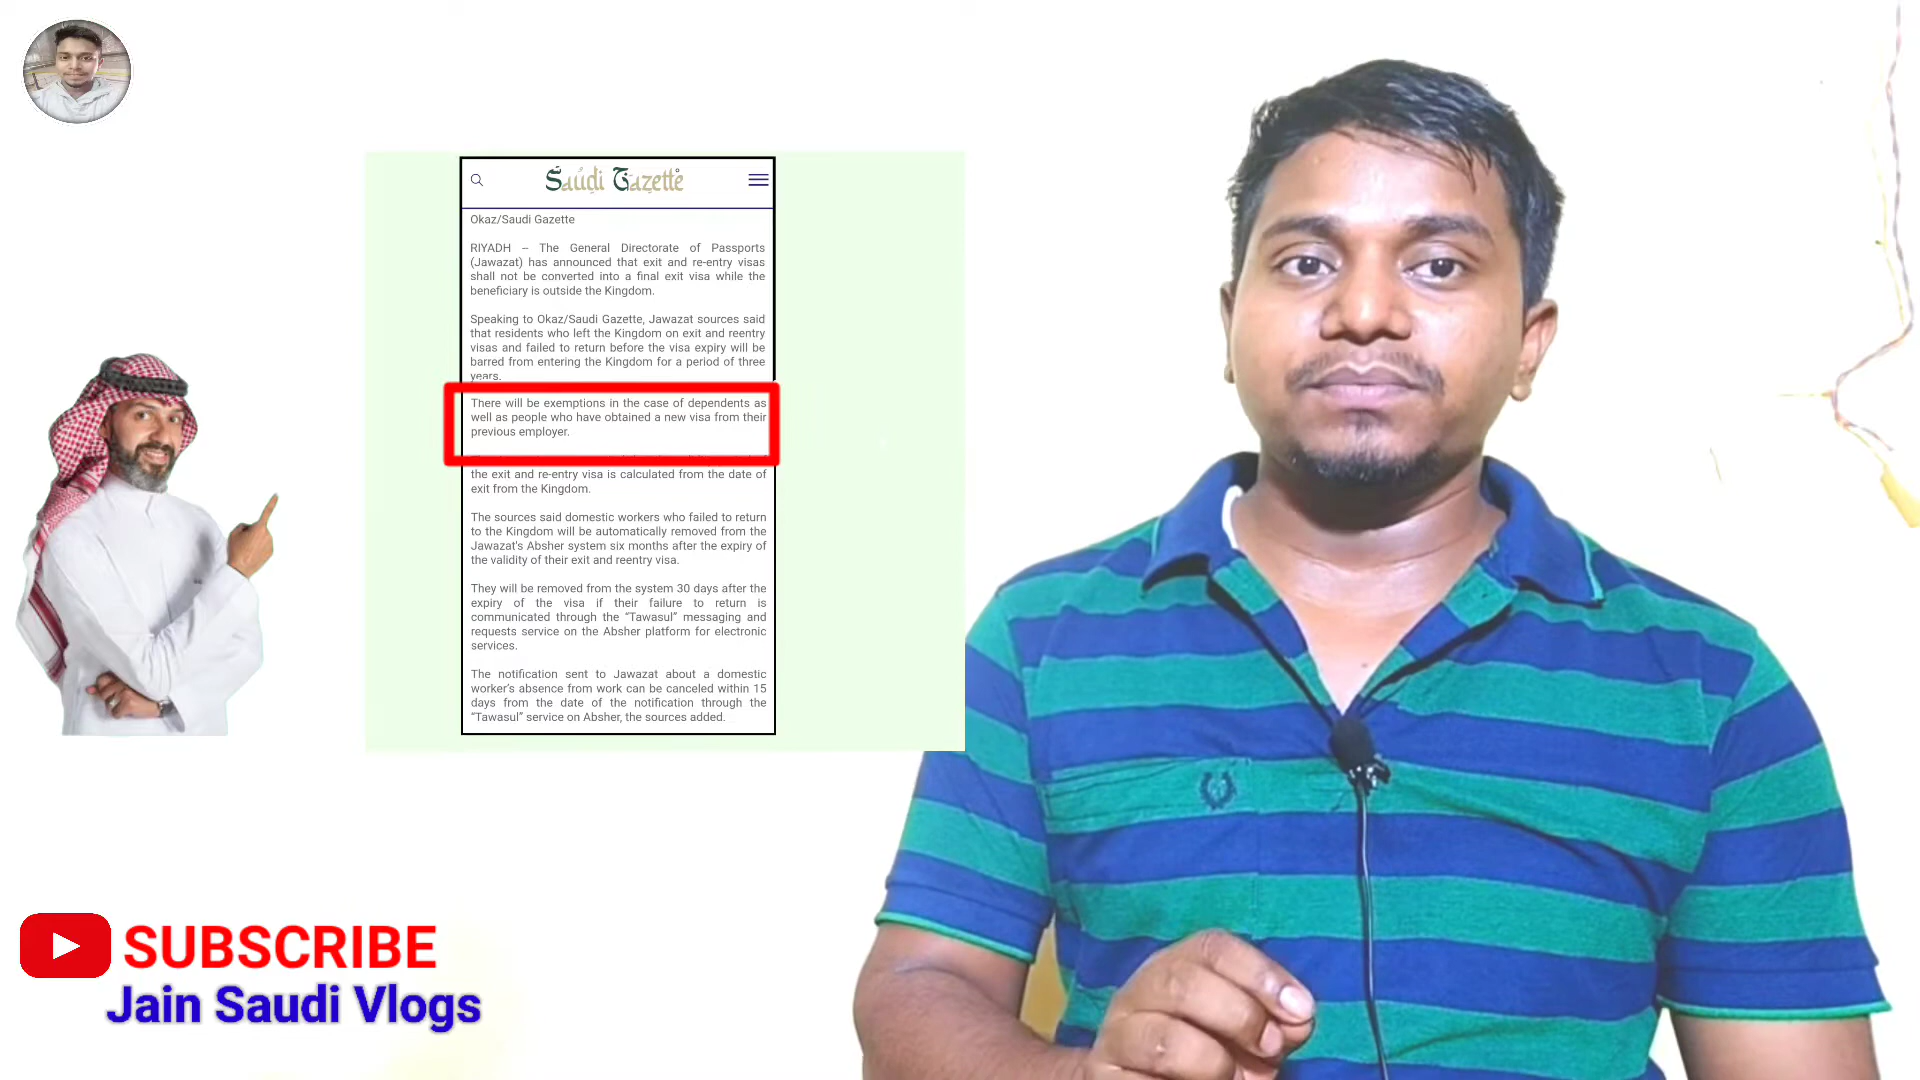 Saudi Gazette
Okaz/Saudi Gazette
RIYADH – The General Directorate of Passports
(Jawazat) has announced that exit and re-entry visas
shall not be converted into a final exit visa while the
beneficiary is outside the Kingdom.
Speaking to Okaz/Saudi Gazette, Jawazat sources said
that residents who left the Kingdom on exit and reentry
visas and failed to return before the visa expiry will be
barred from entering the Kingdom for a period of three
years.
There will be exemptions in the case of dependents as
well as people who have obtained a new visa from their
previous employer.
the exit and re-entry visa is calculated from the date of
exit from the Kingdom.
The sources said domestic workers who failed to return
to the Kingdom will be automatically removed from the
Jawazat's Absher system six months after the expiry of
the validity of their exit and reentry visa.
They will be removed from the system 30 days after the
expiry of the visa if their failure to return is
communicated through the “Tawasul” messaging and
requests service on the Absher platform for electronic
services.
The notification sent to Jawazat about a domestic
worker’s absence from work can be canceled within 15
days from the date of the notification through the
“Tawasul” service on Absher, the sources added.
SUBSCRIBE
Jain Saudi Vlogs